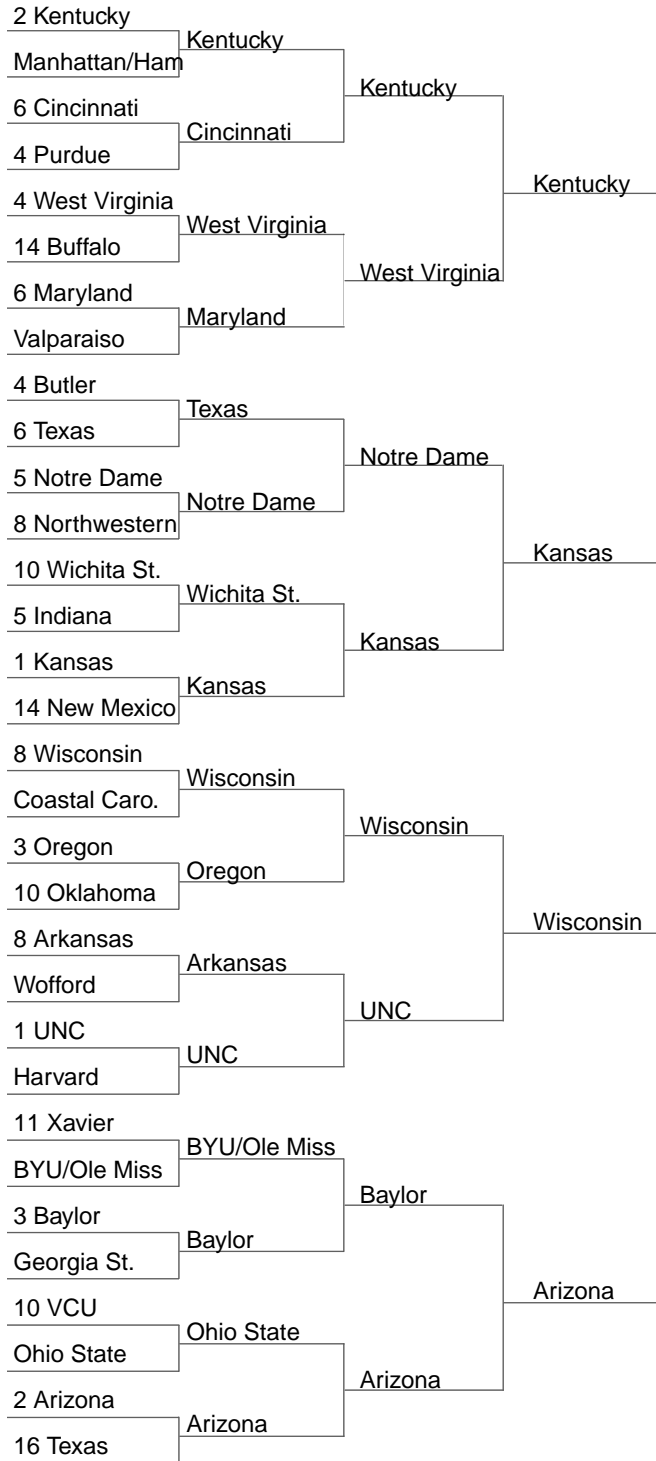 2 Kentucky
Manhattan/Ham
6 Cincinnati
4 Purdue
4 West Virginia
14 Buffalo
6 Maryland
Valparaiso
4 Butler
6 Texas
5 Notre Dame
8 Northwestern
10 Wichita St.
5 Indiana
1 Kansas
14 New Mexico
8 Wisconsin
Coastal Caro.
3 Oregon
10 Oklahoma
8 Arkansas
Wofford
1 UNC
Harvard
11 Xavier
BYU/Ole Miss
3 Baylor
Georgia St.
10 VCU
Ohio State
2 Arizona
16 Texas
Kentucky
Cincinnati
West Virginia
Maryland
Texas
Notre Dame
Wichita St.
Kansas
Wisconsin
Oregon
Arkansas
UNC
BYU/Ole Miss
Baylor
Ohio State
Arizona
Kentucky
West Virginia
Notre Dame
Kansas
Wisconsin
UNC
Baylor
Arizona
Kentucky
Kansas
Wisconsin
Arizona